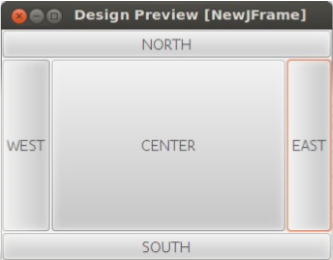 Design Preview [NewJFrame]
NORTH
WEST CENTER EAST
SOUTH